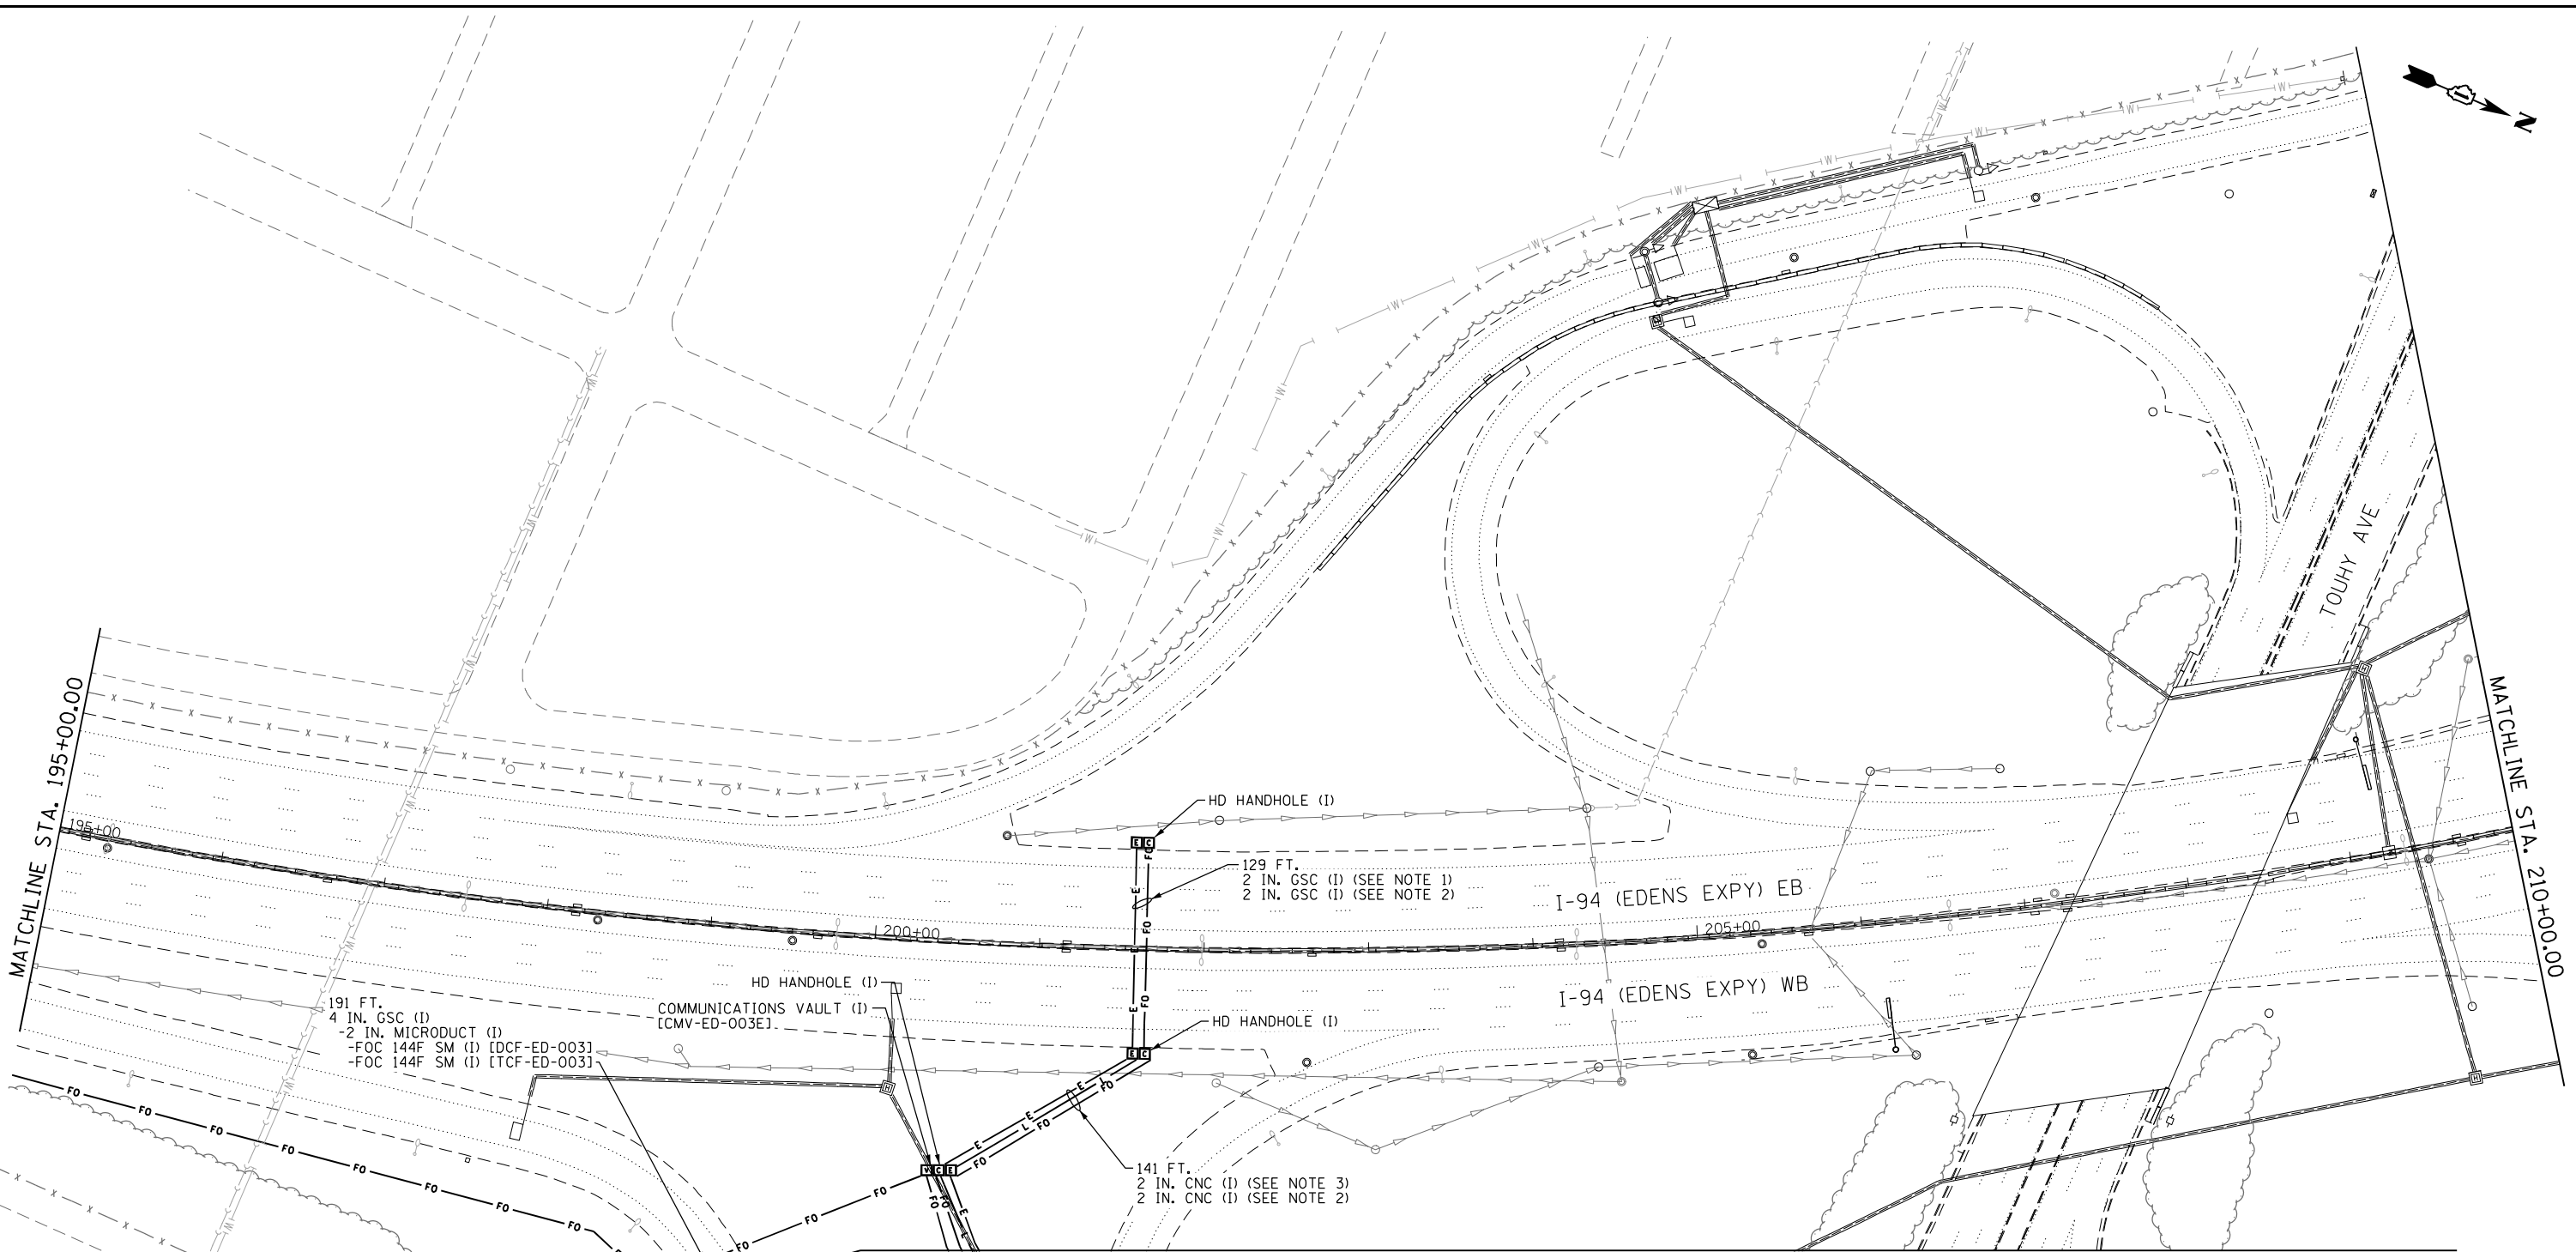 N
TOUHY AVE
MATCHLINE STA. 195+00.00
MATCHLINE STA. 210+00.00
HD HANDHOLE (I)
195+00
129 FT.
2 IN. GSC (I) (SEE NOTE 1)
2 IN. GSC (I) (SEE NOTE 2)
I-94 (EDENS EXPY) EB
200+00
205+00
HD HANDHOLE (I)
I-94 (EDENS EXPY) WB
COMMUNICATIONS VAULT (I)
[CMV-ED-003E]
HD HANDHOLE (I)
191 FT.
4 IN. GSC (I)
-2 IN. MICRODUCT (I)
-FOC 144F SM (I) [DCF-ED-003]
-FOC 144F SM (I) [TCF-ED-003]
141 FT.
2 IN. CNC (I) (SEE NOTE 3)
2 IN. CNC (I) (SEE NOTE 2)
E C
E
FO
E C
E
L
FO
V C E
FO